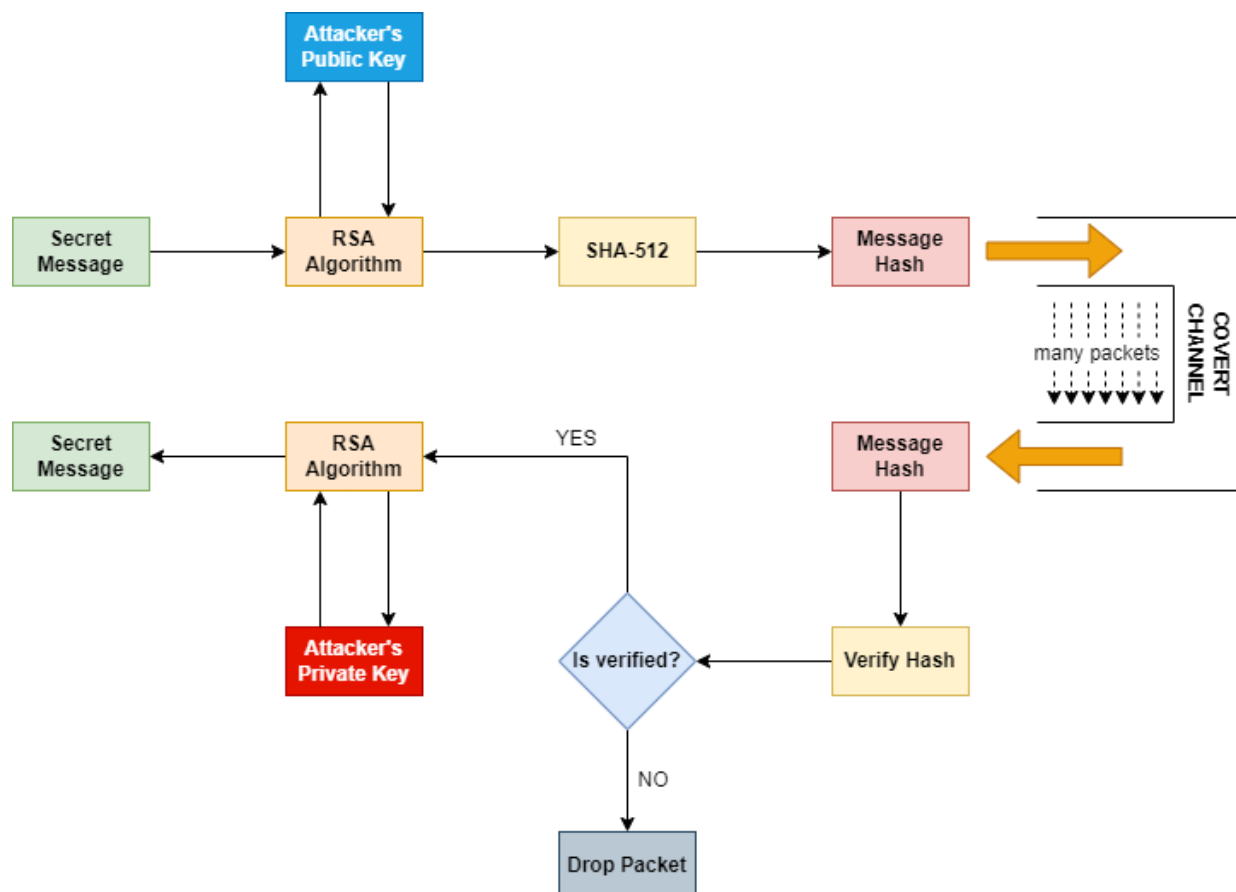 Attacker's
Public Key
Secret
Message
RSA
Algorithm
SHA-512
Message
Hash
many packets
COVERT
CHANNEL
Secret
Message
RSA
Algorithm
YES
Message
Hash
Attacker's
Private Key
Is verified?
Verify Hash
NO
Drop Packet